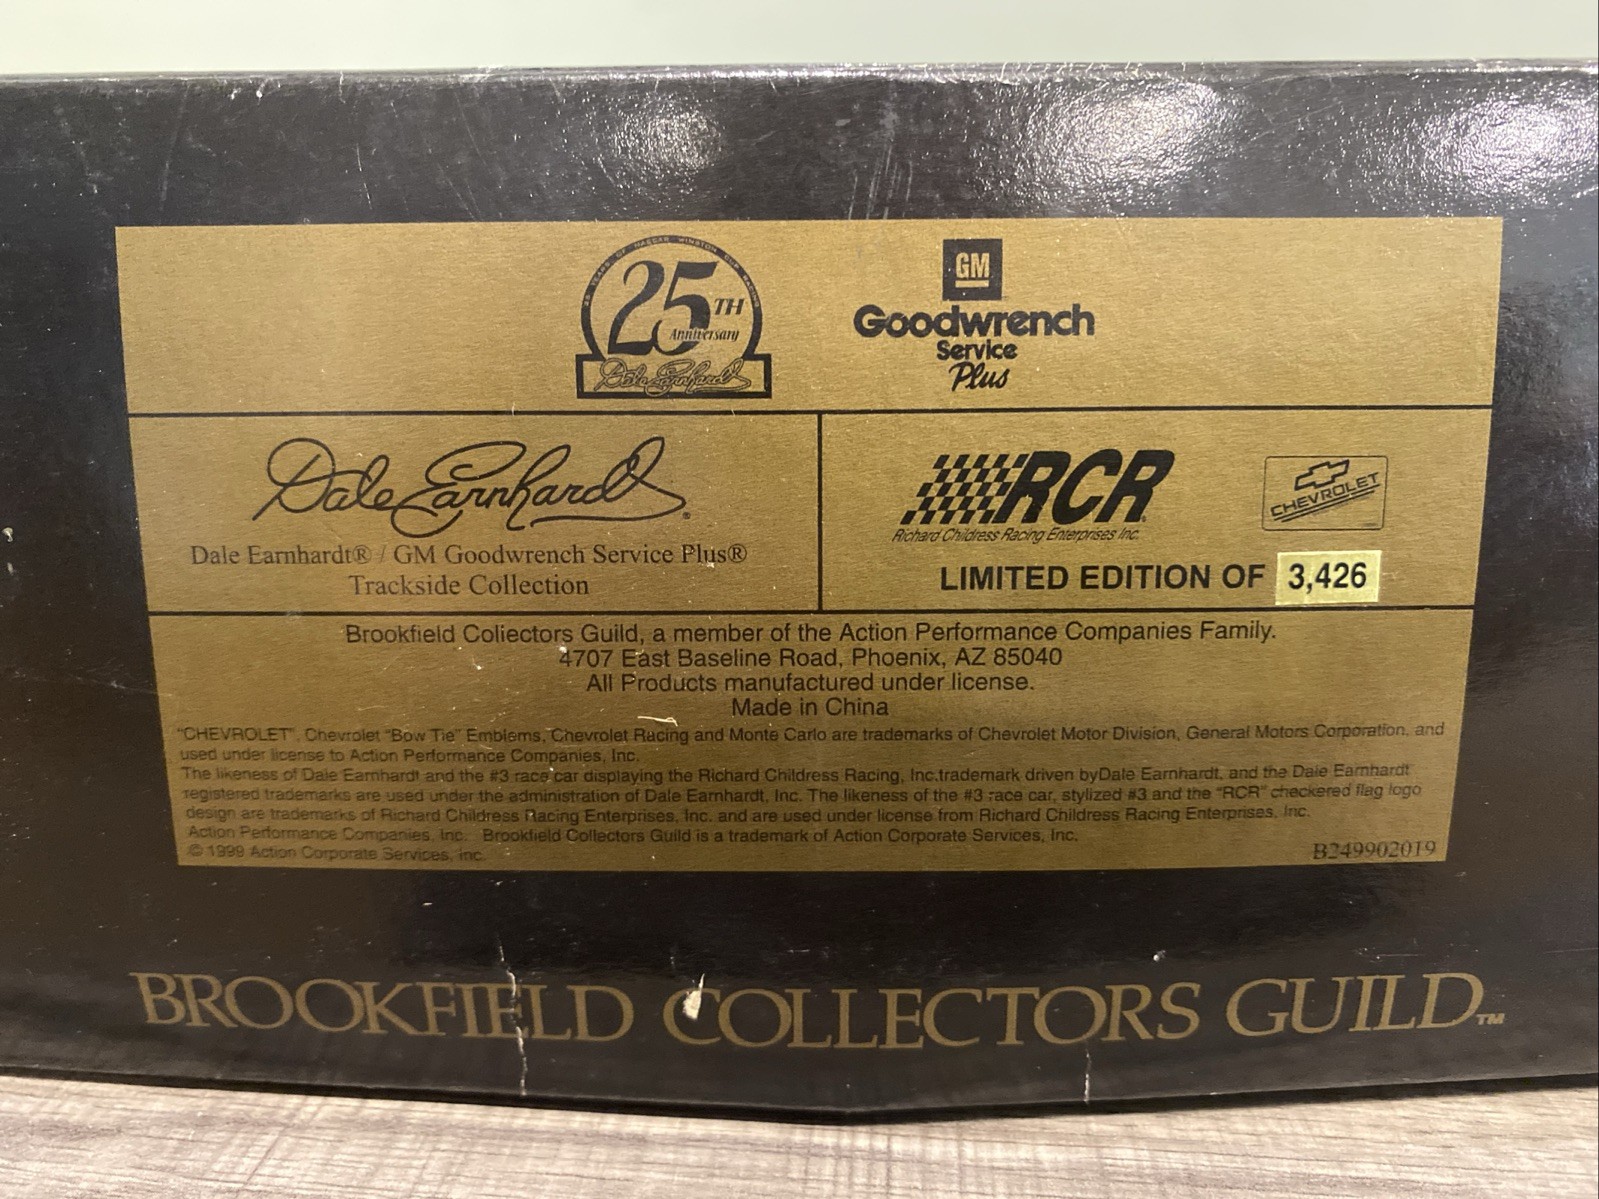 25 YEARS OF NASCAR WINSTON CUP RACING
25TH
Anniversary
Dale Earnhardt
GM
Goodwrench
Service
Plus
Dale Earnhardt®
Dale Earnhardt® / GM Goodwrench Service Plus®
Trackside Collection
RCR
Richard Childress Racing Enterprises Inc.
CHEVROLET
LIMITED EDITION OF 3,426
Brookfield Collectors Guild, a member of the Action Performance Companies Family.
4707 East Baseline Road, Phoenix, AZ 85040
All Products manufactured under license.
Made in China
"CHEVROLET", Chevrolet "Bow Tie" Emblems, Chevrolet Racing and Monte Carlo are trademarks of Chevrolet Motor Division, General Motors Corporation, and
used under license to Action Performance Companies, Inc.
The likeness of Dale Earnhardt and the #3 race car displaying the Richard Childress Racing, Inc.trademark driven byDale Earnhardt, and the Dale Earnhardt
registered trademarks are used under the administration of Dale Earnhardt, Inc. The likeness of the #3 race car, stylized #3 and the "RCR" checkered flag logo
design are trademarks of Richard Childress Racing Enterprises, Inc. and are used under license from Richard Childress Racing Enterprises, Inc.
Action Performance Companies, Inc. Brookfield Collectors Guild is a trademark of Action Corporate Services, Inc.
© 1999 Action Corporate Services, Inc.
B249902019
BROOKFIELD COLLECTORS GUILD™